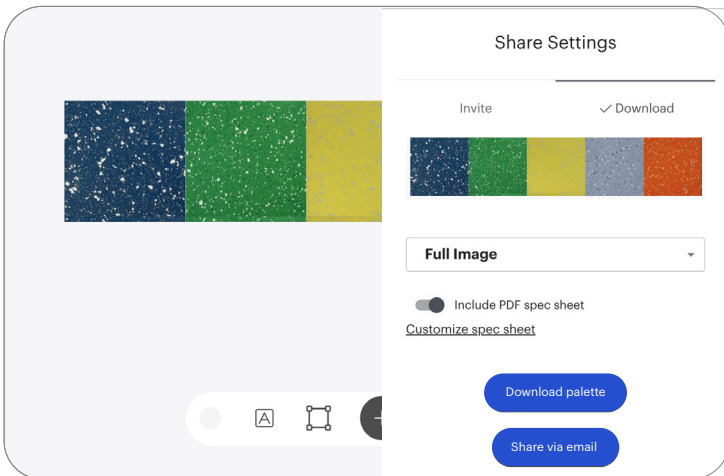 Share Settings
Invite
Download
Full Image
Include PDF spec sheet
Customize spec sheet
A
Download palette
Share via email